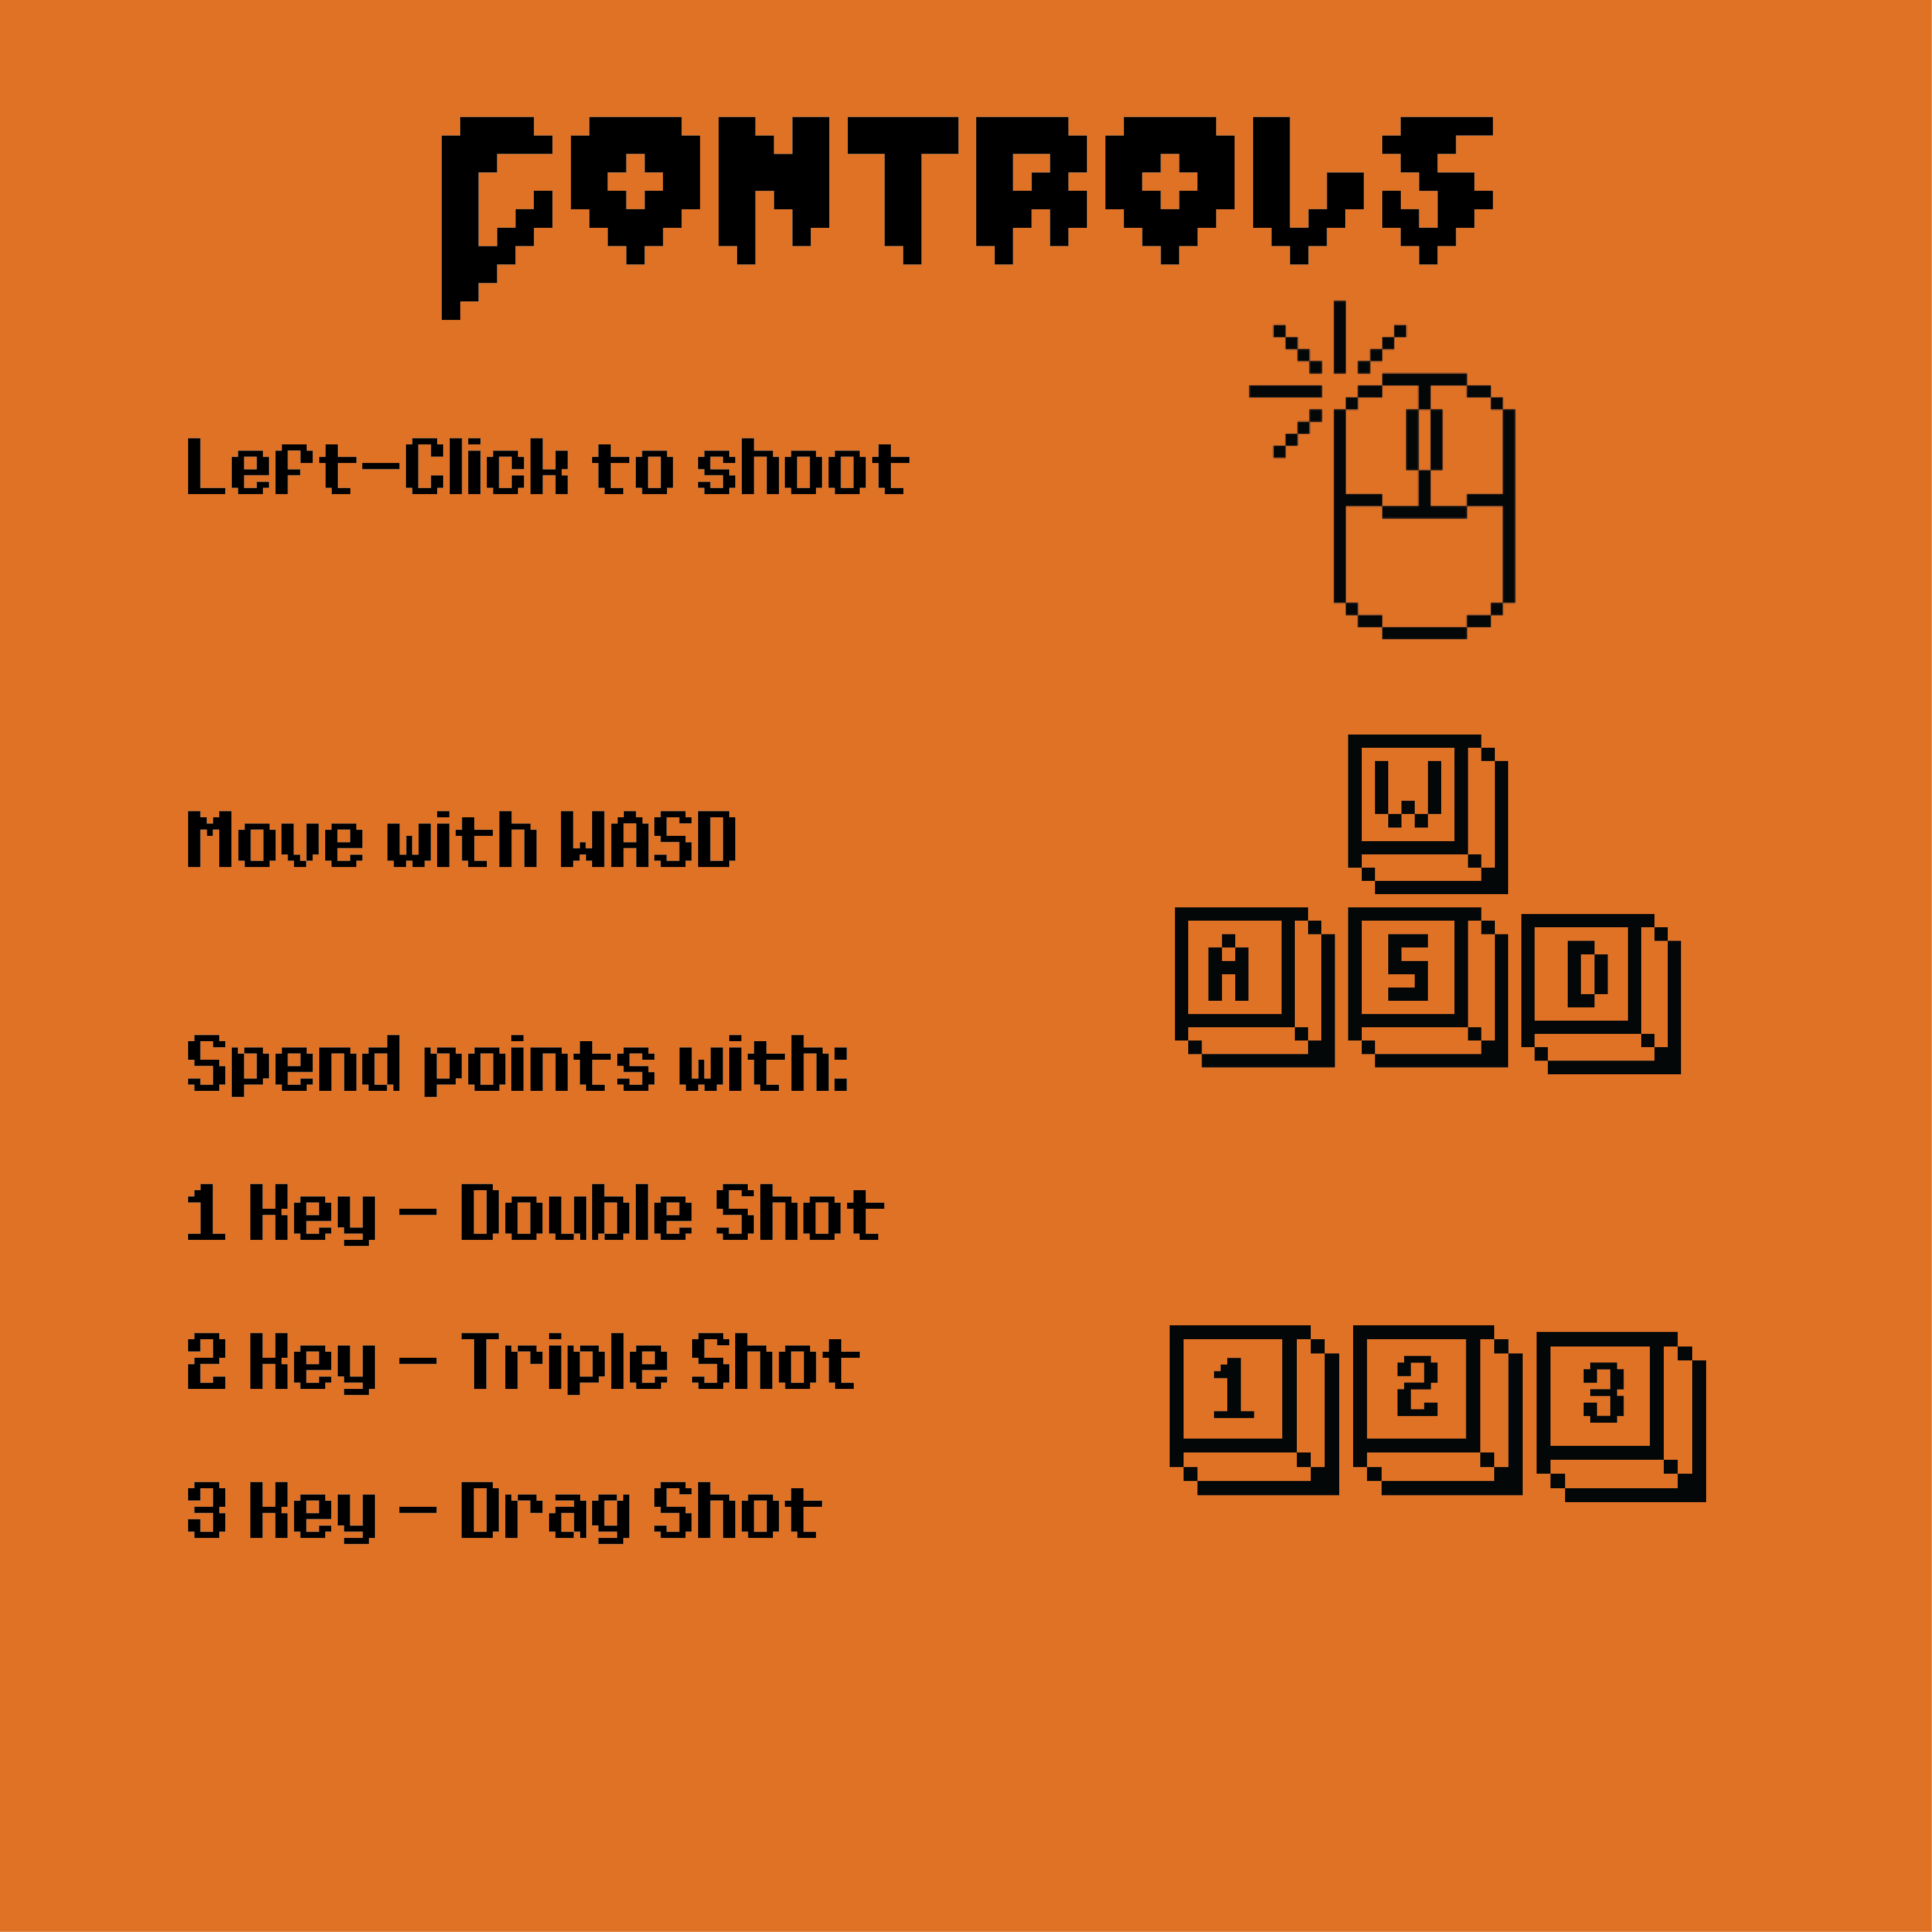 CONTROLS
Left-Click to shoot
W
Move with WASD
A S D
Spend points with:
1 Key - Double Shot
2 Key - Triple Shot
1 2 3
3 Key - Drag Shot